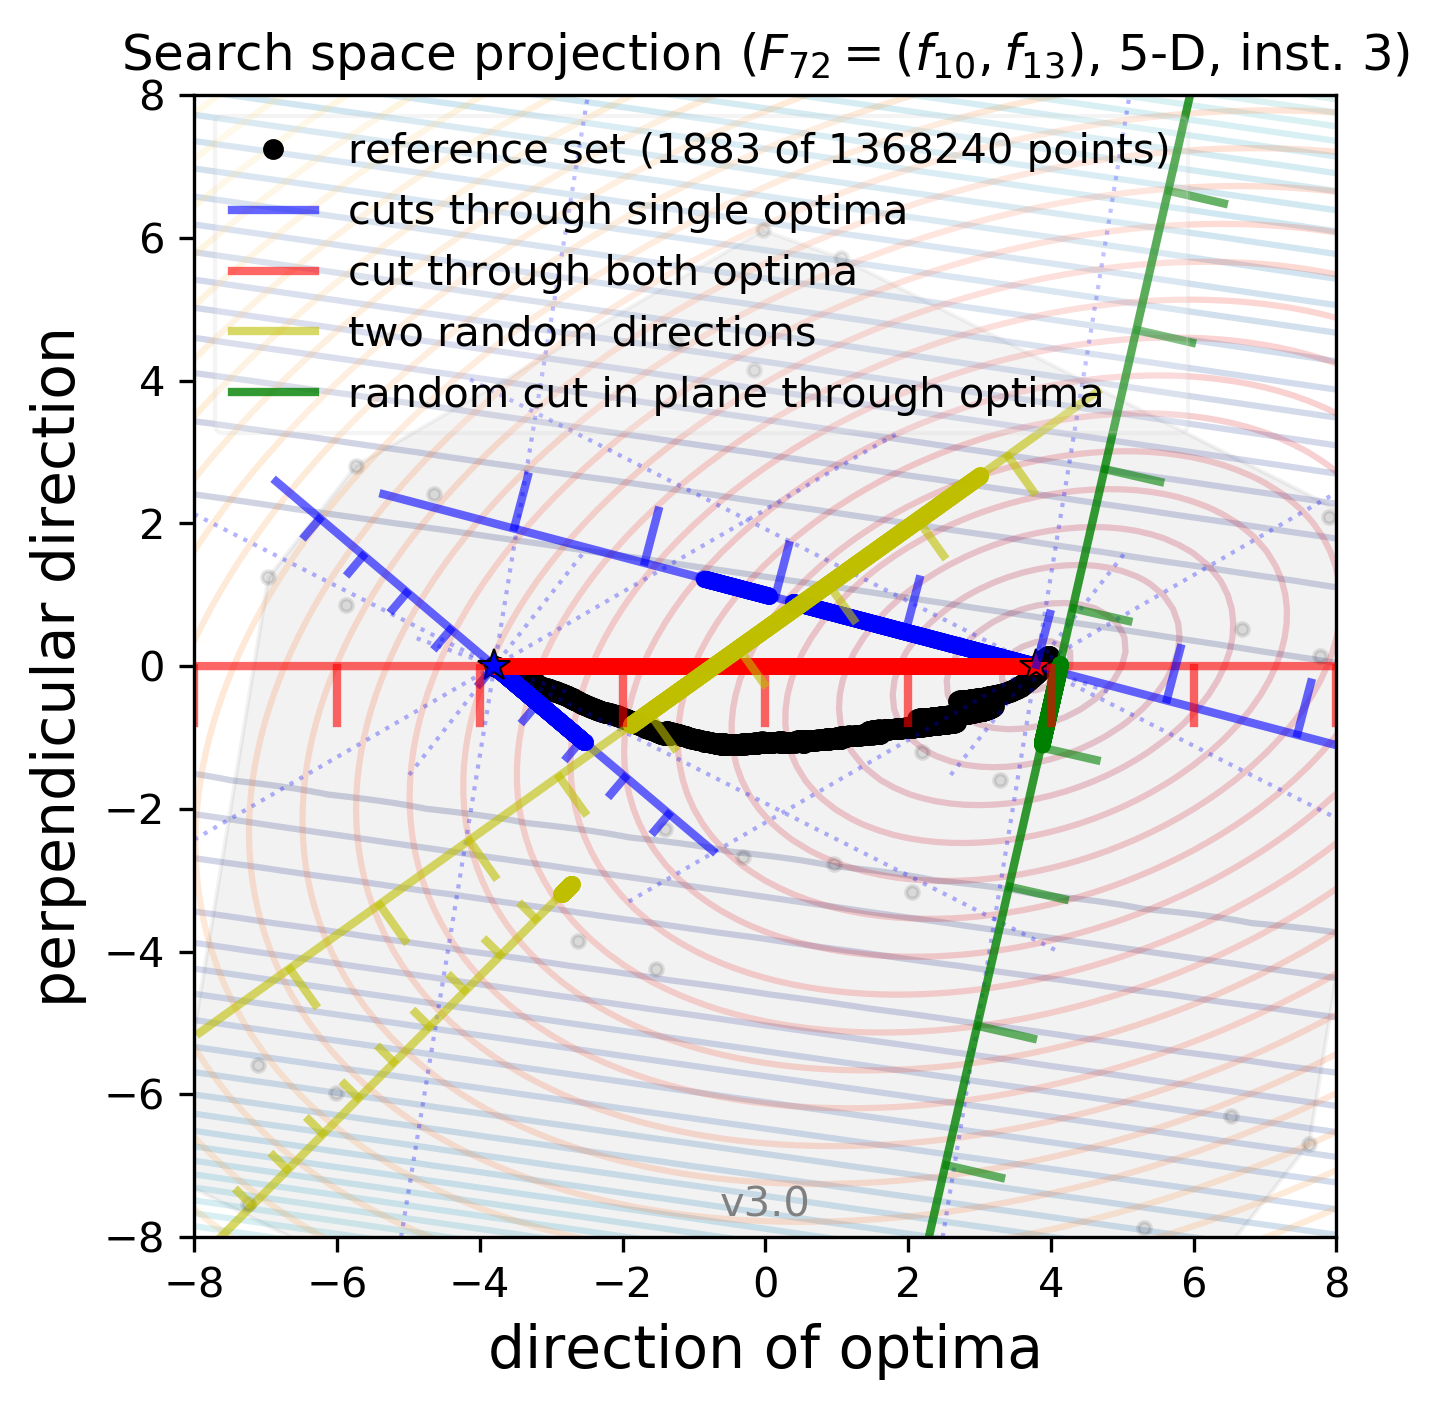 Search space projection (F₇₂ = (f₁₀, f₁₃), 5-D, inst. 3)
reference set (1883 of 1368240 points)
cuts through single optima
cut through both optima
two random directions
random cut in plane through optima
perpendicular direction
8
6
4
2
0
−2
−4
−6
−8
v3.0
−8 −6 −4 −2 0 2 4 6 8
direction of optima